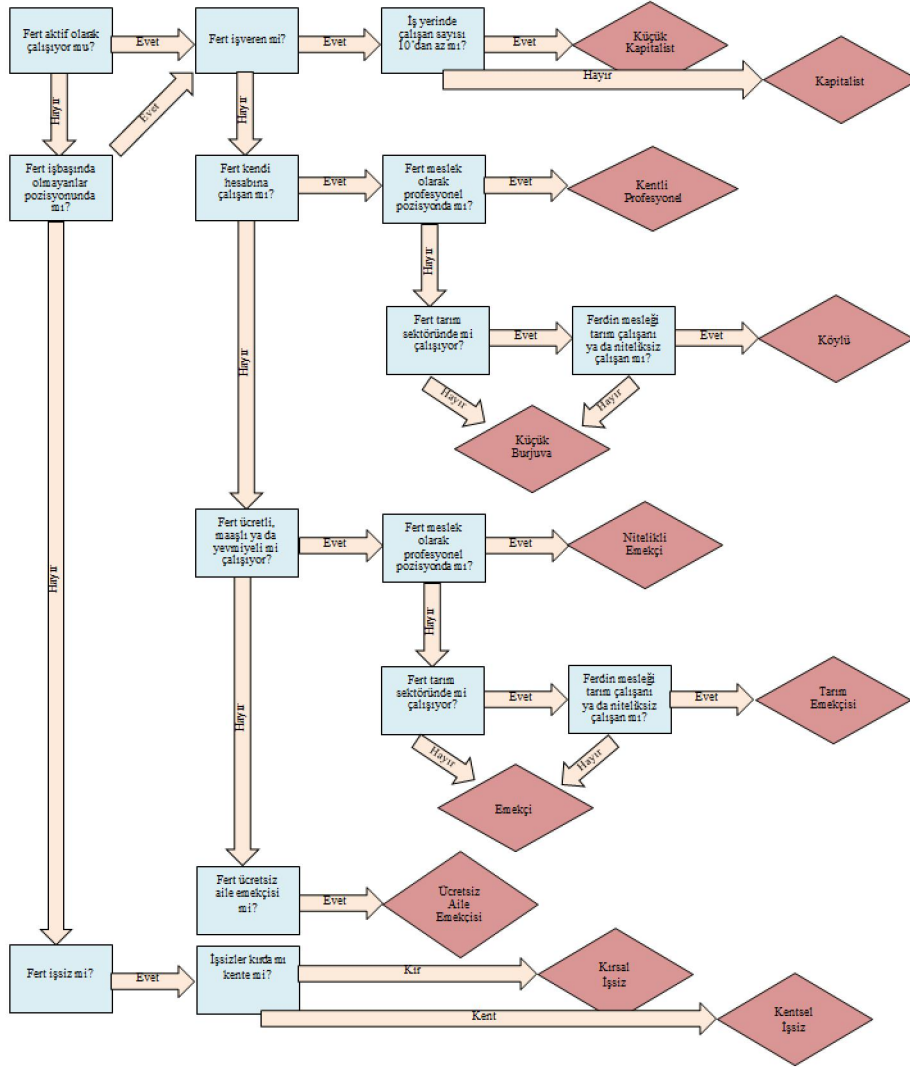 Fert aktif olarak
çalışıyor mu?
Evet
Fert işveren mi?
Evet
İş yerinde
çalışan sayısı
10'dan az mı?
Evet
Küçük
Kapitalist
Hayır
Kapitalist
Hayır
Evet
Hayır
Fert işbaşında
olmayanlar
pozisyonunda
mı?
Fert kendi
hesabına
çalışan mı?
Evet
Fert meslek
olarak
profesyonel
pozisyonda mı?
Evet
Kentli
Profesyonel
Hayır
Fert tarım
sektöründe mi
çalışıyor?
Evet
Ferdin mesleği
tarım çalışanı
ya da niteliksiz
çalışan mı?
Evet
Köylü
Hayır
Hayır
Hayır
Küçük
Burjuva
Fert ücretli,
maaşlı ya da
yevmiyeli mi
çalışıyor?
Evet
Fert meslek
olarak
profesyonel
pozisyonda mı?
Evet
Nitelikli
Emekçi
Hayır
Hayır
Fert tarım
sektöründe mi
çalışıyor?
Evet
Ferdin mesleği
tarım çalışanı
ya da niteliksiz
çalışan mı?
Evet
Tarım
Emekçisi
Hayır
Hayır
Hayır
Emekçi
Fert ücretsiz
aile emekçisi
mi?
Evet
Ücretsiz
Aile
Emekçisi
Fert işsiz mi?
Evet
İşsizler kırda mı
kente mi?
Kır
Kırsal
İşsiz
Kent
Kentsel
İşsiz